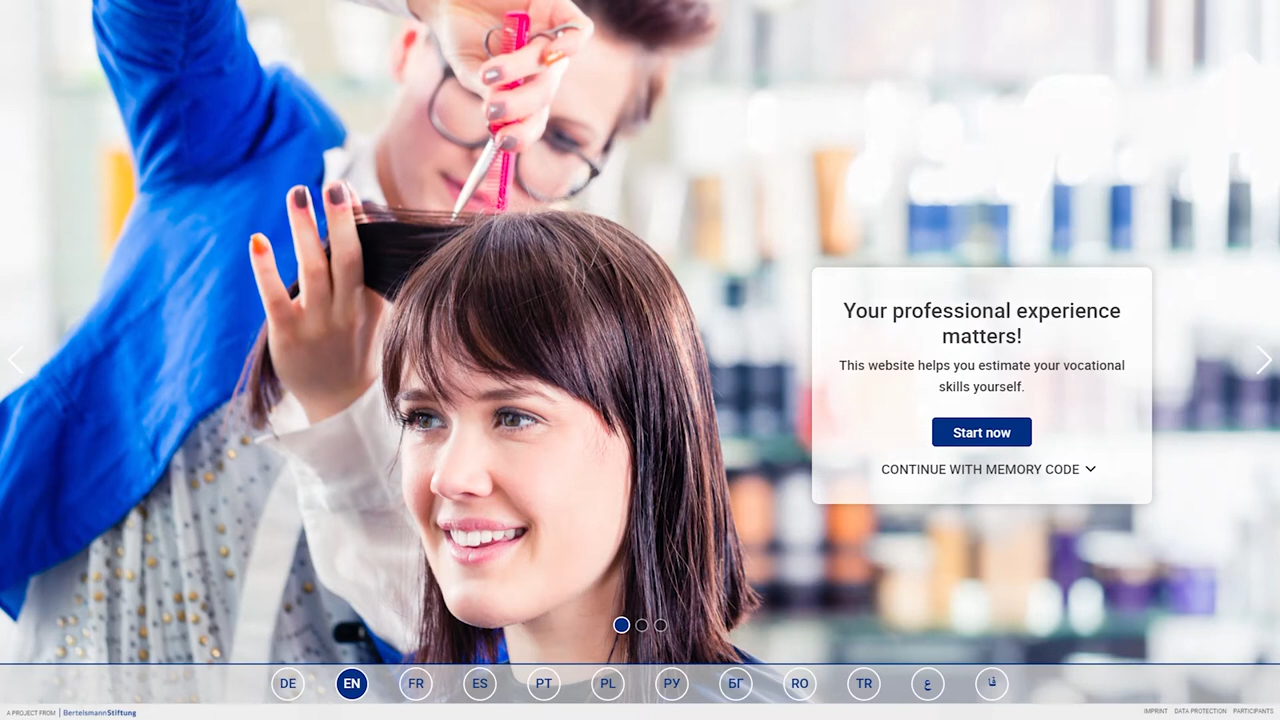 Your professional experience
matters!
This website helps you estimate your vocational
skills yourself.
Start now
CONTINUE WITH MEMORY CODE
DE EN FR ES PT PL РУ БГ RO TR ع فا
A PROJECT FROM | BertelsmannStiftung
IMPRINT DATA PROTECTION PARTICIPANTS